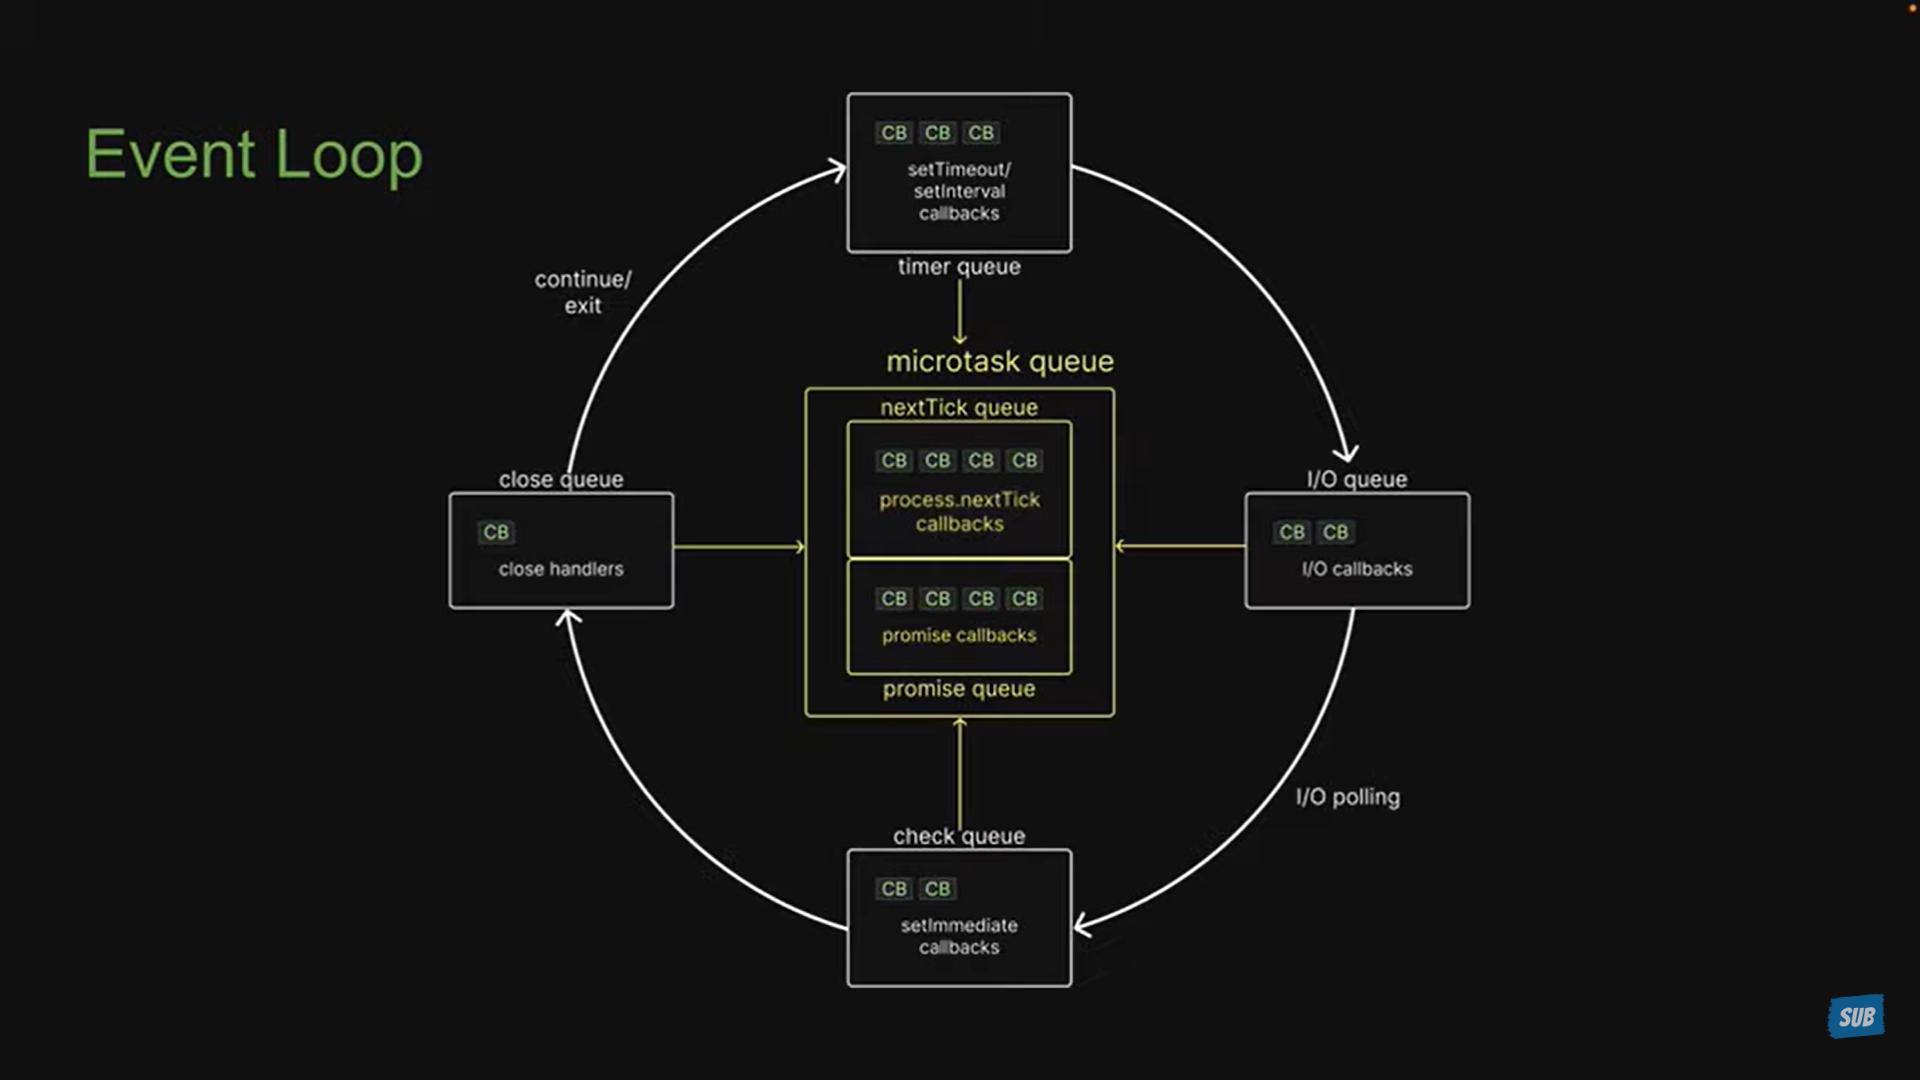 Event Loop
CB CB CB
setTimeout/
setInterval
callbacks
timer queue
continue/
exit
microtask queue
nextTick queue
CB CB CB CB
process.nextTick
callbacks
CB CB CB CB
promise callbacks
promise queue
close queue
CB
close handlers
I/O queue
CB CB
I/O callbacks
I/O polling
check queue
CB CB
setImmediate
callbacks
SUB